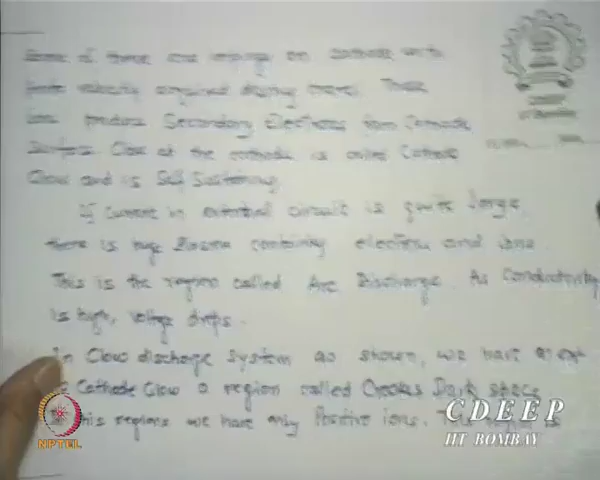 Some of these ions impinge on cathode with
finite velocity acquired during travel. These
ions produce Secondary Electrons from Cathode
Surface. Glow at the cathode is called Cathode
Glow and is Self Sustaining.
If current in external circuit is quite large,
there is huge plasma containing electrons and ions.
This is the region called Arc Discharge. As Conductivity
is high, voltage drops.
In Glow discharge system as shown, we have
Cathode Glow a region called Crookes Dark space
this regions we have only Positive ions. This
CDEEP
IIT BOMBAY
NPTEL